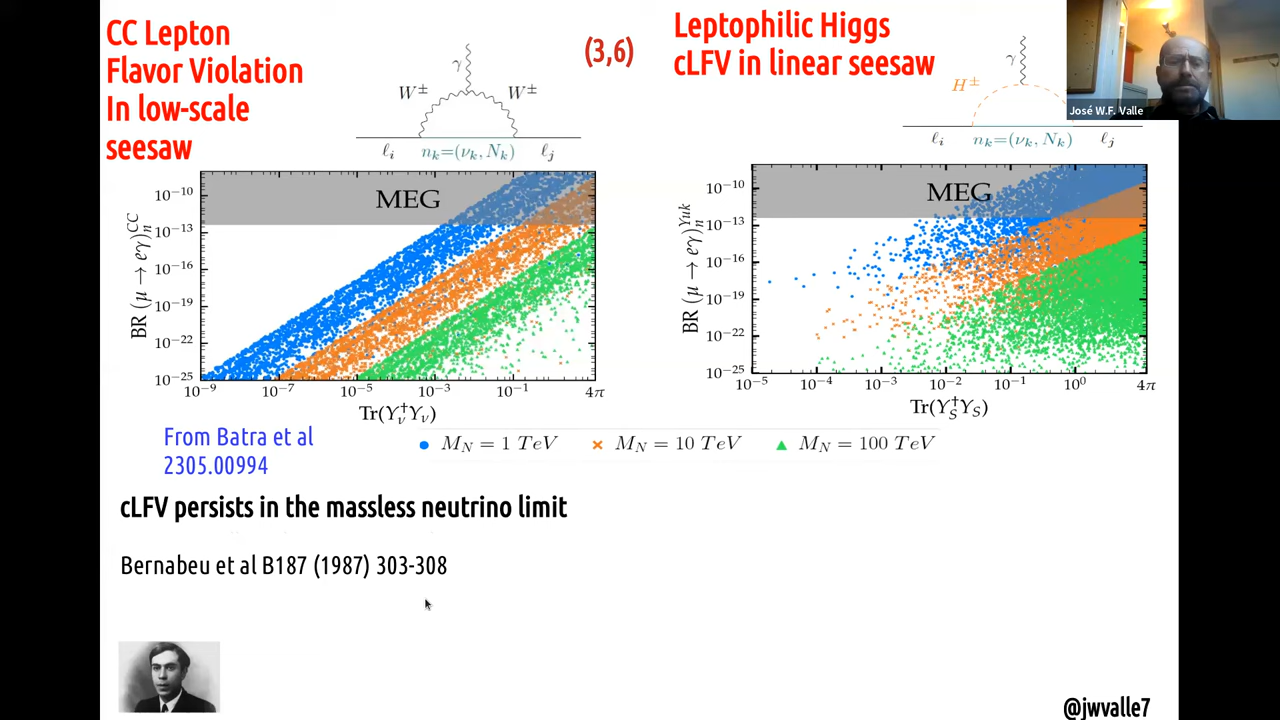 CC Lepton
Flavor Violation
In low-scale
seesaw
(3,6)
γ
W± W±
ℓi nk=(νk, Nk) ℓj
MEG
BR (μ → eγ)nCC
10−10
10−13
10−16
10−19
10−22
10−25
10−9 10−7 10−5 10−3 10−1 4π
Tr(Yν†Yν)
Leptophilic Higgs
cLFV in linear seesaw
γ
H±
ℓi nk=(νk, Nk) ℓj
José W.F. Valle
MEG
BR (μ → eγ)nYuk
10−10
10−13
10−16
10−19
10−22
10−25
10−5 10−4 10−3 10−2 10−1 100 4π
Tr(YS†YS)
MN = 1 TeV MN = 10 TeV MN = 100 TeV
From Batra et al
2305.00994
cLFV persists in the massless neutrino limit
Bernabeu et al B187 (1987) 303-308
@jwvalle7